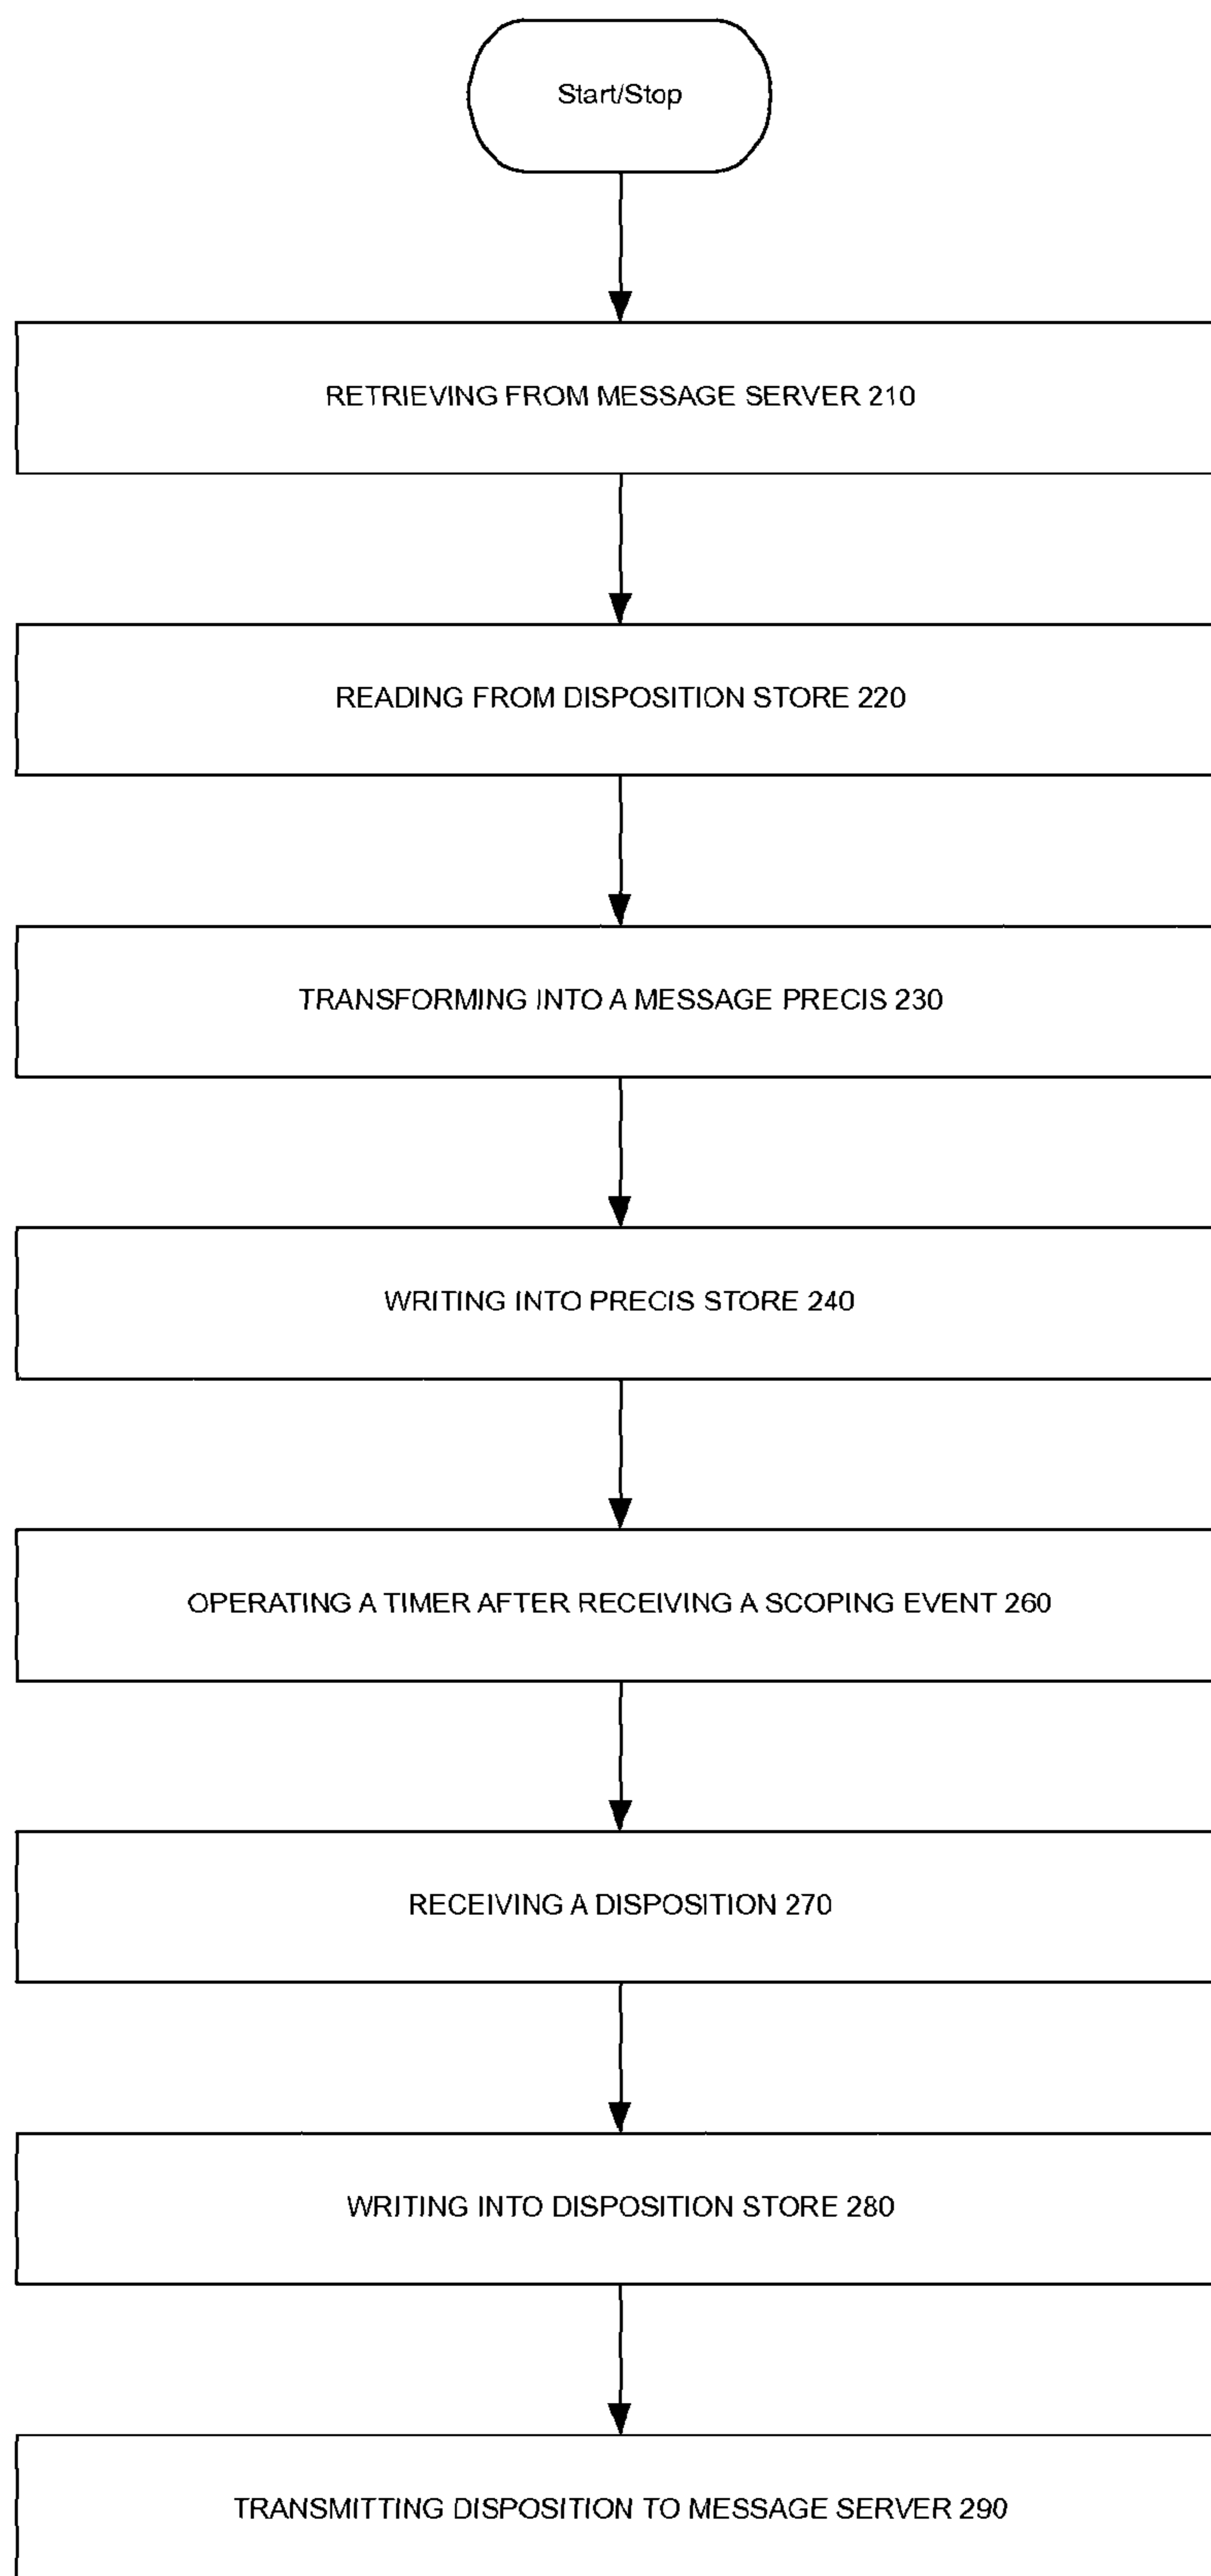 Start/Stop
RETRIEVING FROM MESSAGE SERVER 210
READING FROM DISPOSITION STORE 220
TRANSFORMING INTO A MESSAGE PRECIS 230
WRITING INTO PRECIS STORE 240
OPERATING A TIMER AFTER RECEIVING A SCOPING EVENT 260
RECEIVING A DISPOSITION 270
WRITING INTO DISPOSITION STORE 280
TRANSMITTING DISPOSITION TO MESSAGE SERVER 290